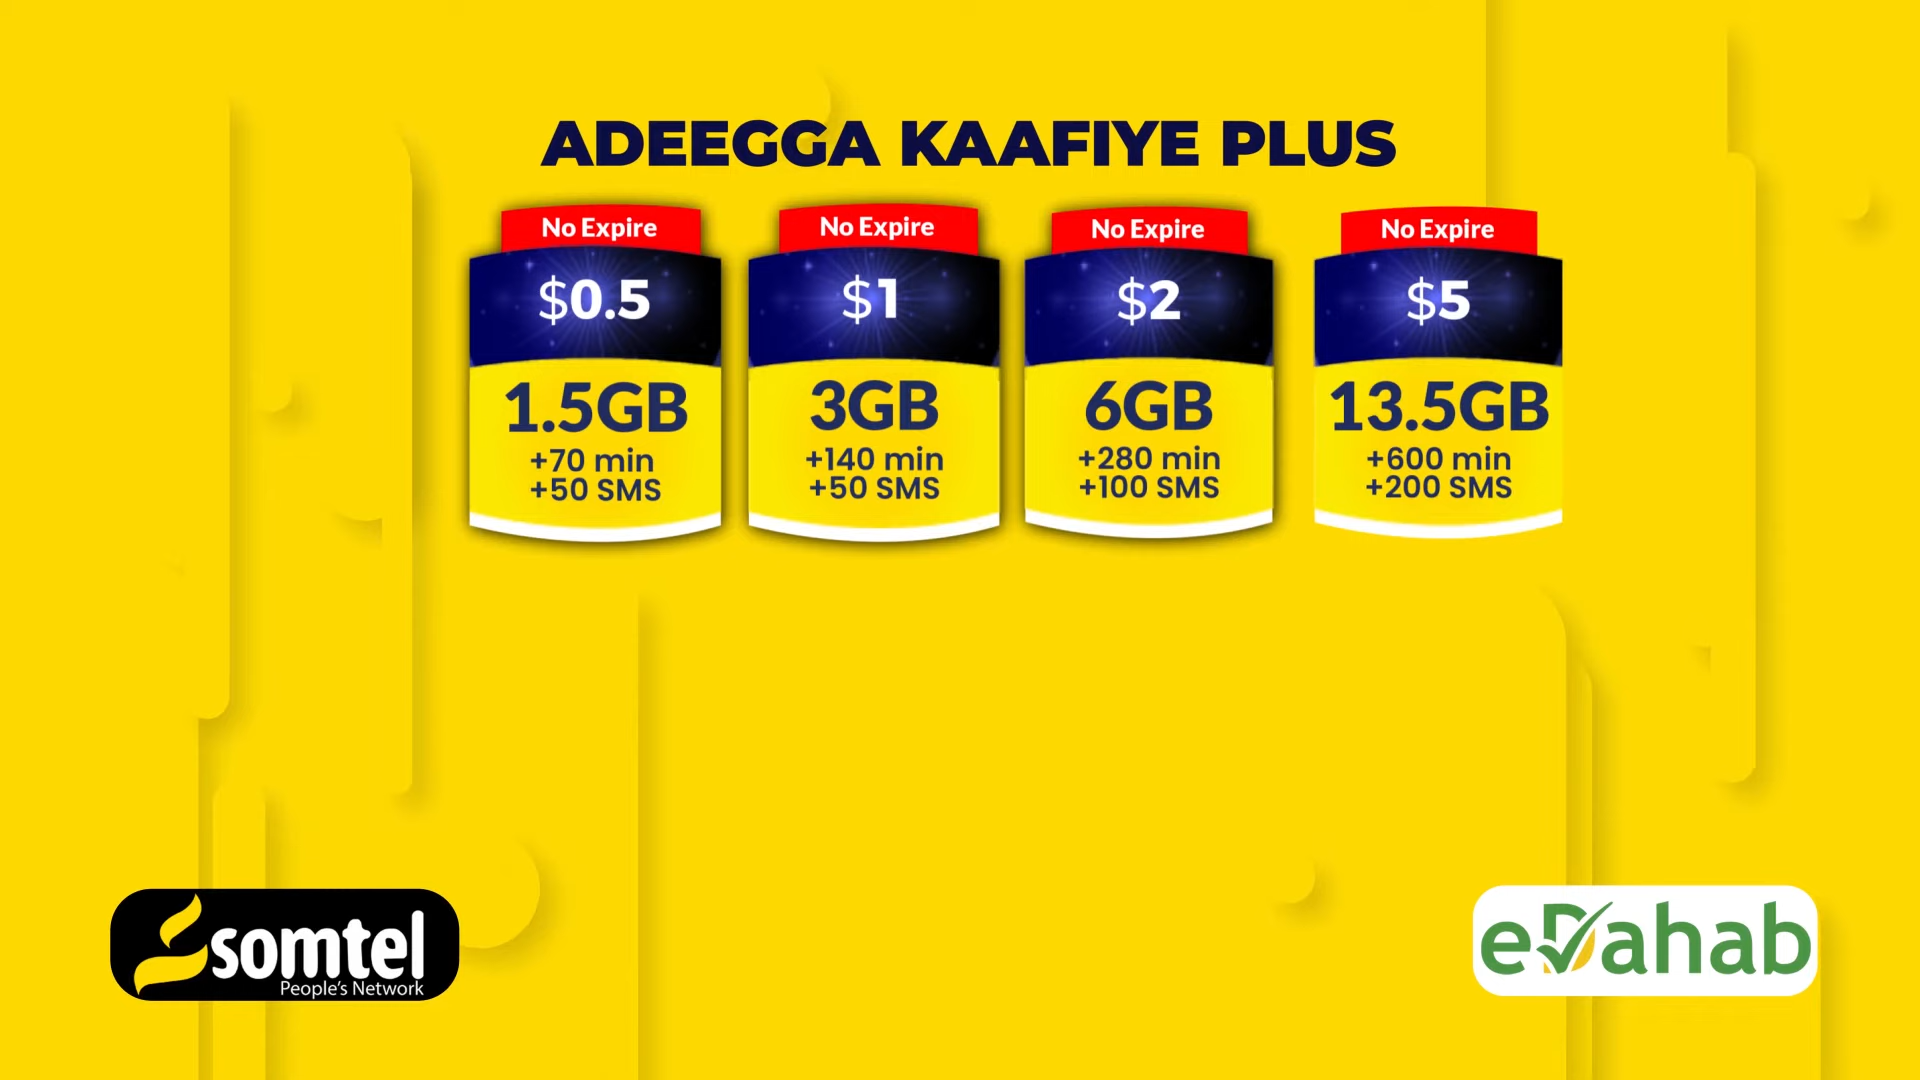 ADEEGGA KAAFIYE PLUS
No Expire
$0.5
1.5GB
+70 min
+50 SMS
No Expire
$1
3GB
+140 min
+50 SMS
No Expire
$2
6GB
+280 min
+100 SMS
No Expire
$5
13.5GB
+600 min
+200 SMS
somtel
People's Network
eDahab